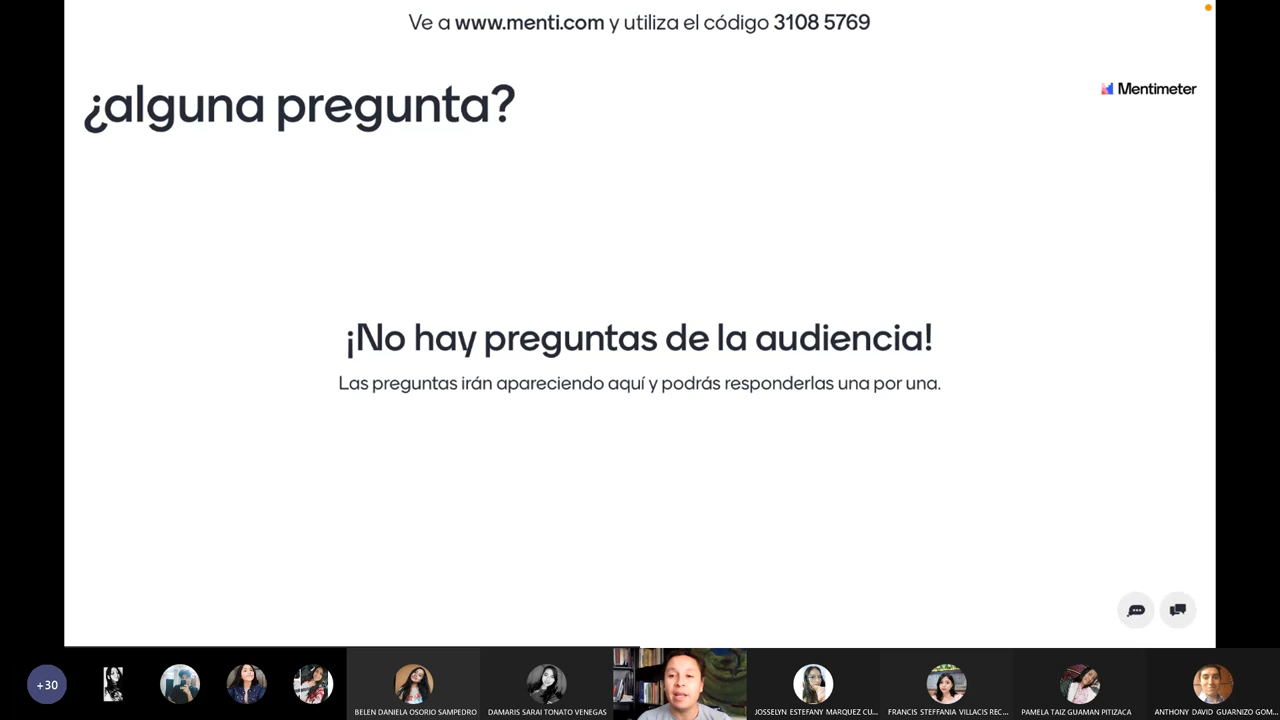 Ve a www.menti.com y utiliza el código 3108 5769
¿alguna pregunta?
Mentimeter
¡No hay preguntas de la audiencia!
Las preguntas irán apareciendo aquí y podrás responderlas una por una.
+30
BELEN DANIELA OSORIO SAMPEDRO
DAMARIS SARAI TONATO VENEGAS
JOSSELYN ESTEFANY MARQUEZ CU...
FRANCIS STEFFANIA VILLACIS REC...
PAMELA TAIZ GUAMAN PITIZACA
ANTHONY DAVID GUARNIZO GOM...